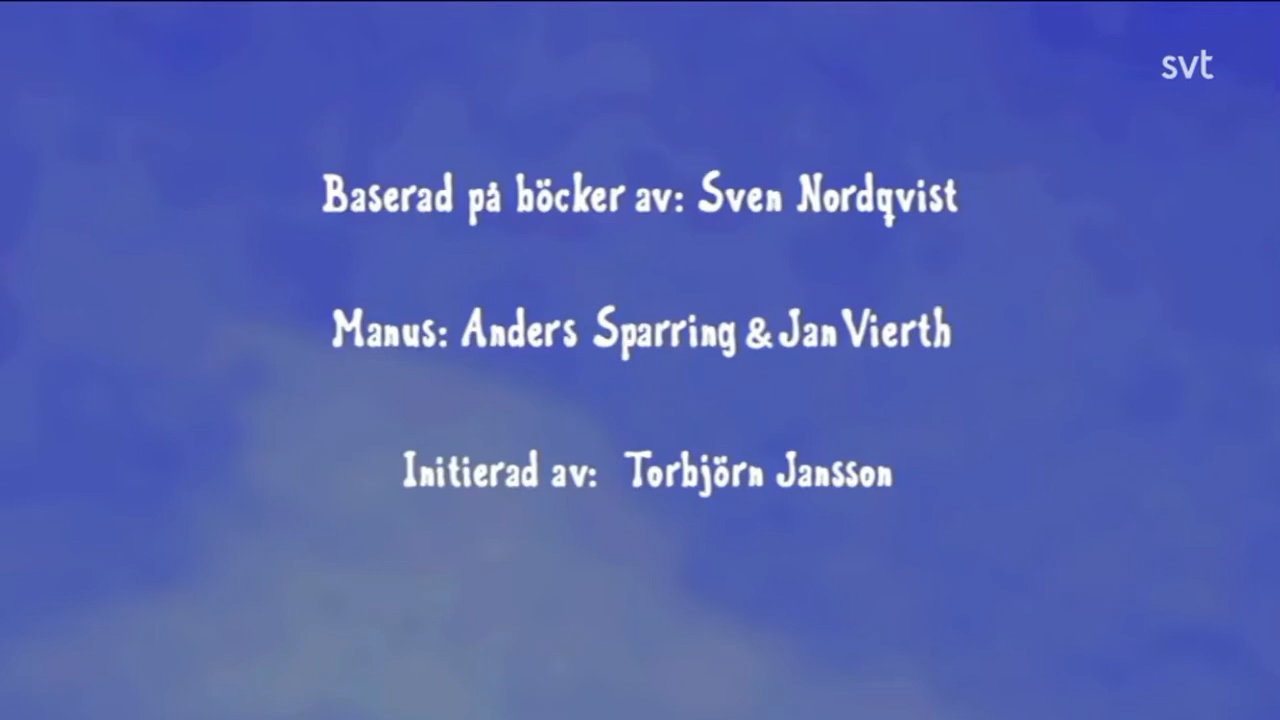 svt
Baserad på böcker av: Sven Nordqvist
Manus: Anders Sparring & Jan Vierth
Initierad av: Torbjörn Jansson